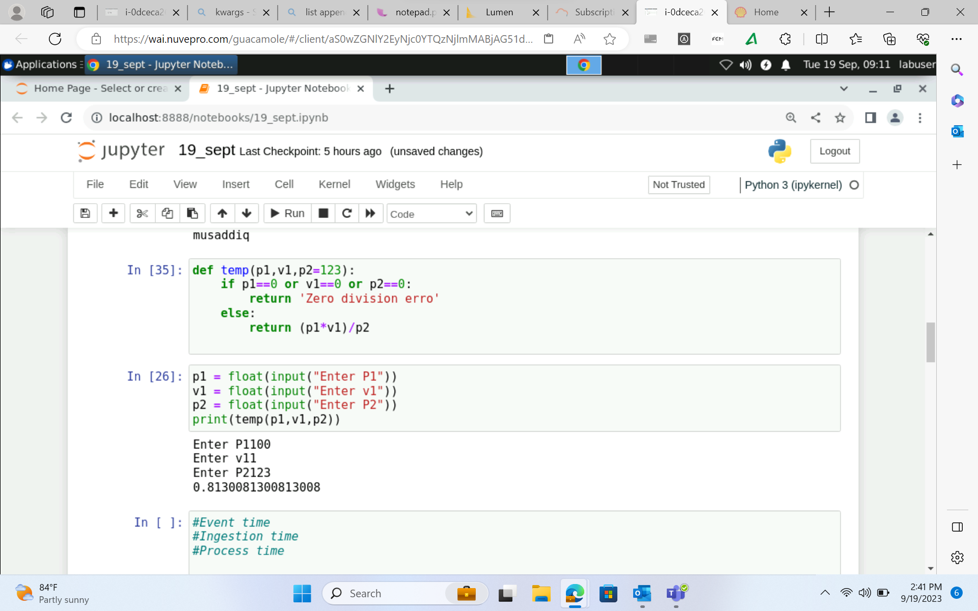 i-0dceca2
kwargs - S
list appen
notepad.p
Lumen
Subscripti
i-0dceca2
Home
https://wai.nuvepro.com/guacamole/#/client/aS0wZGNlY2EyNjc0YTQzNjlmMABjAG51d...
Applications
19_sept - Jupyter Noteb...
Tue 19 Sep, 09:11 labuser
Home Page - Select or crea
19_sept - Jupyter Notebook
localhost:8888/notebooks/19_sept.ipynb
jupyter 19_sept Last Checkpoint: 5 hours ago (unsaved changes)
Logout
File Edit View Insert Cell Kernel Widgets Help
Not Trusted
Python 3 (ipykernel)
Run
Code
musaddiq
In [35]: def temp(p1,v1,p2=123):
if p1==0 or v1==0 or p2==0:
return 'Zero division erro'
else:
return (p1*v1)/p2
In [26]: p1 = float(input("Enter P1"))
v1 = float(input("Enter v1"))
p2 = float(input("Enter P2"))
print(temp(p1,v1,p2))
Enter P1100
Enter v11
Enter P2123
0.8130081300813008
In [ ]: #Event time
#Ingestion time
#Process time
84°F
Partly sunny
Search
2:41 PM
9/19/2023
6